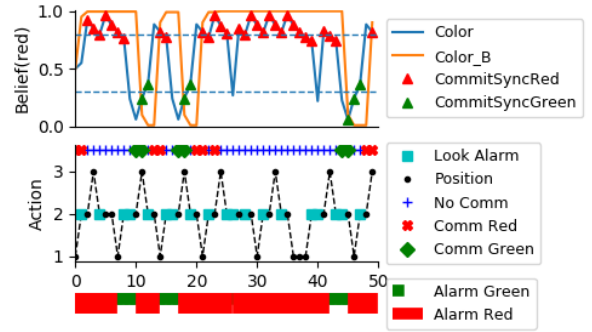 1.0
0.5
0.0
Belief(red)
Color
Color_B
CommitSyncRed
CommitSyncGreen
3
2
1
Action
0 10 20 30 40 50
Look Alarm
Position
No Comm
Comm Red
Comm Green
Alarm Green
Alarm Red